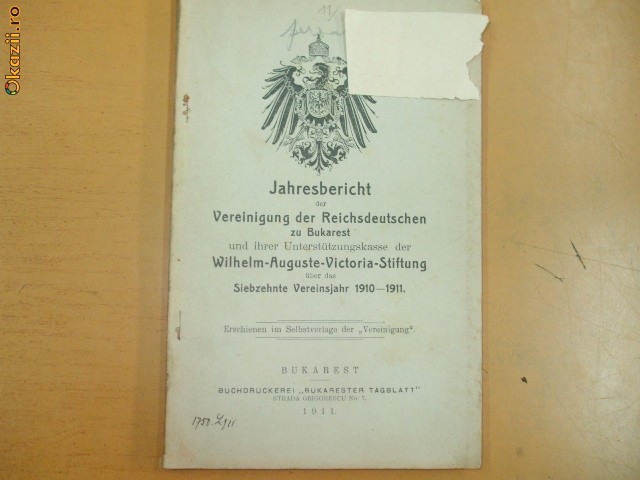 Okazii.ro
Jahresbericht
der
Vereinigung der Reichsdeutschen
zu Bukarest
und ihrer Unterstützungskasse der
Wilhelm-Auguste-Victoria-Stiftung
über das
Siebzehnte Vereinsjahr 1910—1911.
Erschienen im Selbstverlage der „Vereinigung“.
BUKAREST
BUCHDRUCKEREI „BUKARESTER TAGBLATT“
STRADA GRIGORESCU No 7.
1911.